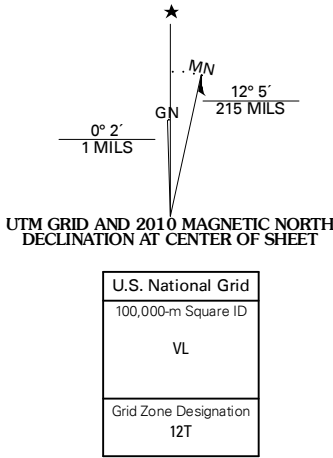 ★
MN
GN
12° 5´
215 MILS
0° 2´
1 MILS
UTM GRID AND 2010 MAGNETIC NORTH
DECLINATION AT CENTER OF SHEET
U.S. National Grid
100,000-m Square ID
VL
Grid Zone Designation
12T